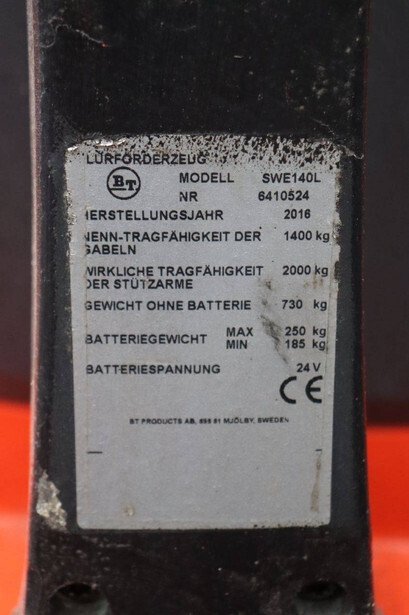 LURFÖRDERZEUG
BT MODELL SWE140L
NR 6410524
HERSTELLUNGSJAHR 2016
NENN-TRAGFÄHIGKEIT DER 1400 kg
GABELN
WIRKLICHE TRAGFÄHIGKEIT 2000 kg
DER STÜTZARME
GEWICHT OHNE BATTERIE 730 kg
BATTERIEGEWICHT MAX 250 kg
MIN 185 kg
BATTERIESPANNUNG 24 V
CE
BT PRODUCTS AB, 595 81 MJÖLBY, SWEDEN